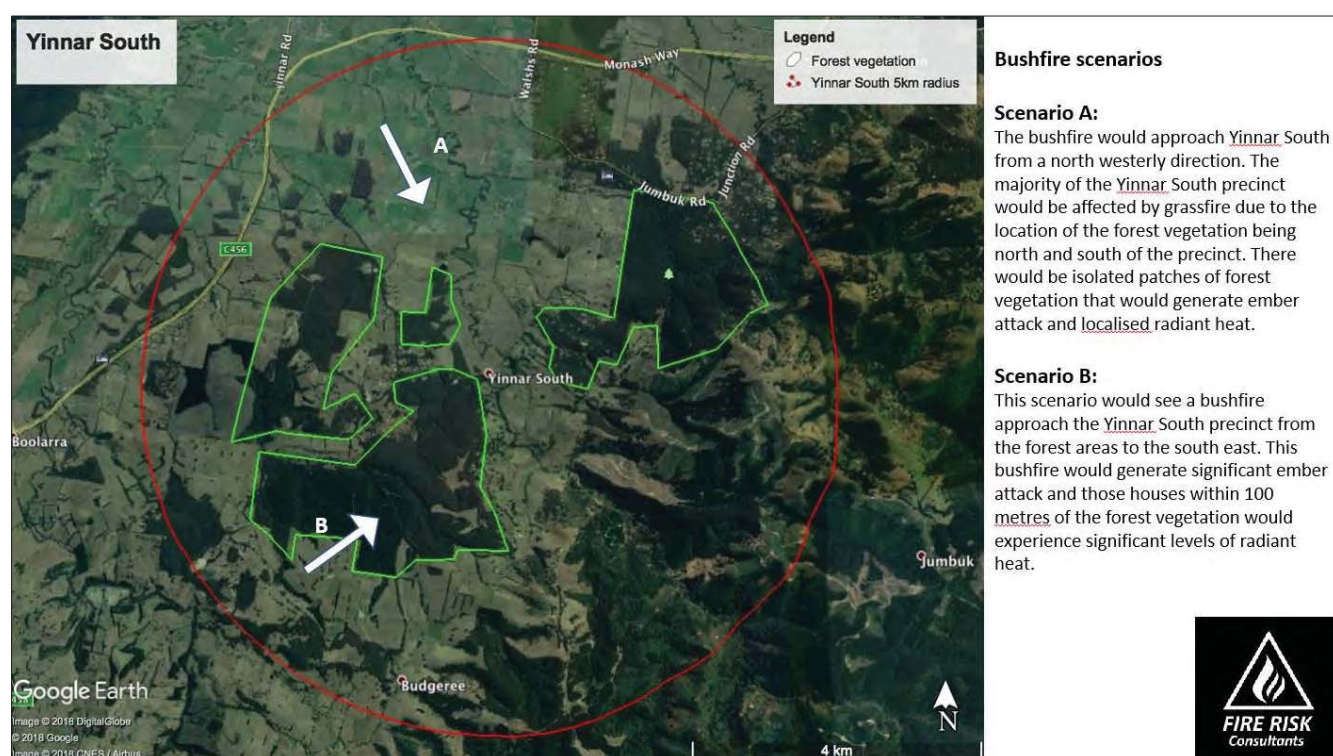 Yinnar South
Yinnar Rd
Walshs Rd
Monash Way
Legend
Forest vegetation
Yinnar South 5km radius
A
Junction Rd
Jumbuk Rd
C456
Yinnar South
Boolarra
B
Jumbuk
Budgeree
Google Earth
Image © 2018 DigitalGlobe
© 2018 Google
Image © 2018 CNES / Airbus
N
4 km
Bushfire scenarios
Scenario A:
The bushfire would approach Yinnar South
from a north westerly direction. The
majority of the Yinnar South precinct
would be affected by grassfire due to the
location of the forest vegetation being
north and south of the precinct. There
would be isolated patches of forest
vegetation that would generate ember
attack and localised radiant heat.
Scenario B:
This scenario would see a bushfire
approach the Yinnar South precinct from
the forest areas to the south east. This
bushfire would generate significant ember
attack and those houses within 100
metres of the forest vegetation would
experience significant levels of radiant
heat.
FIRE RISK
Consultants